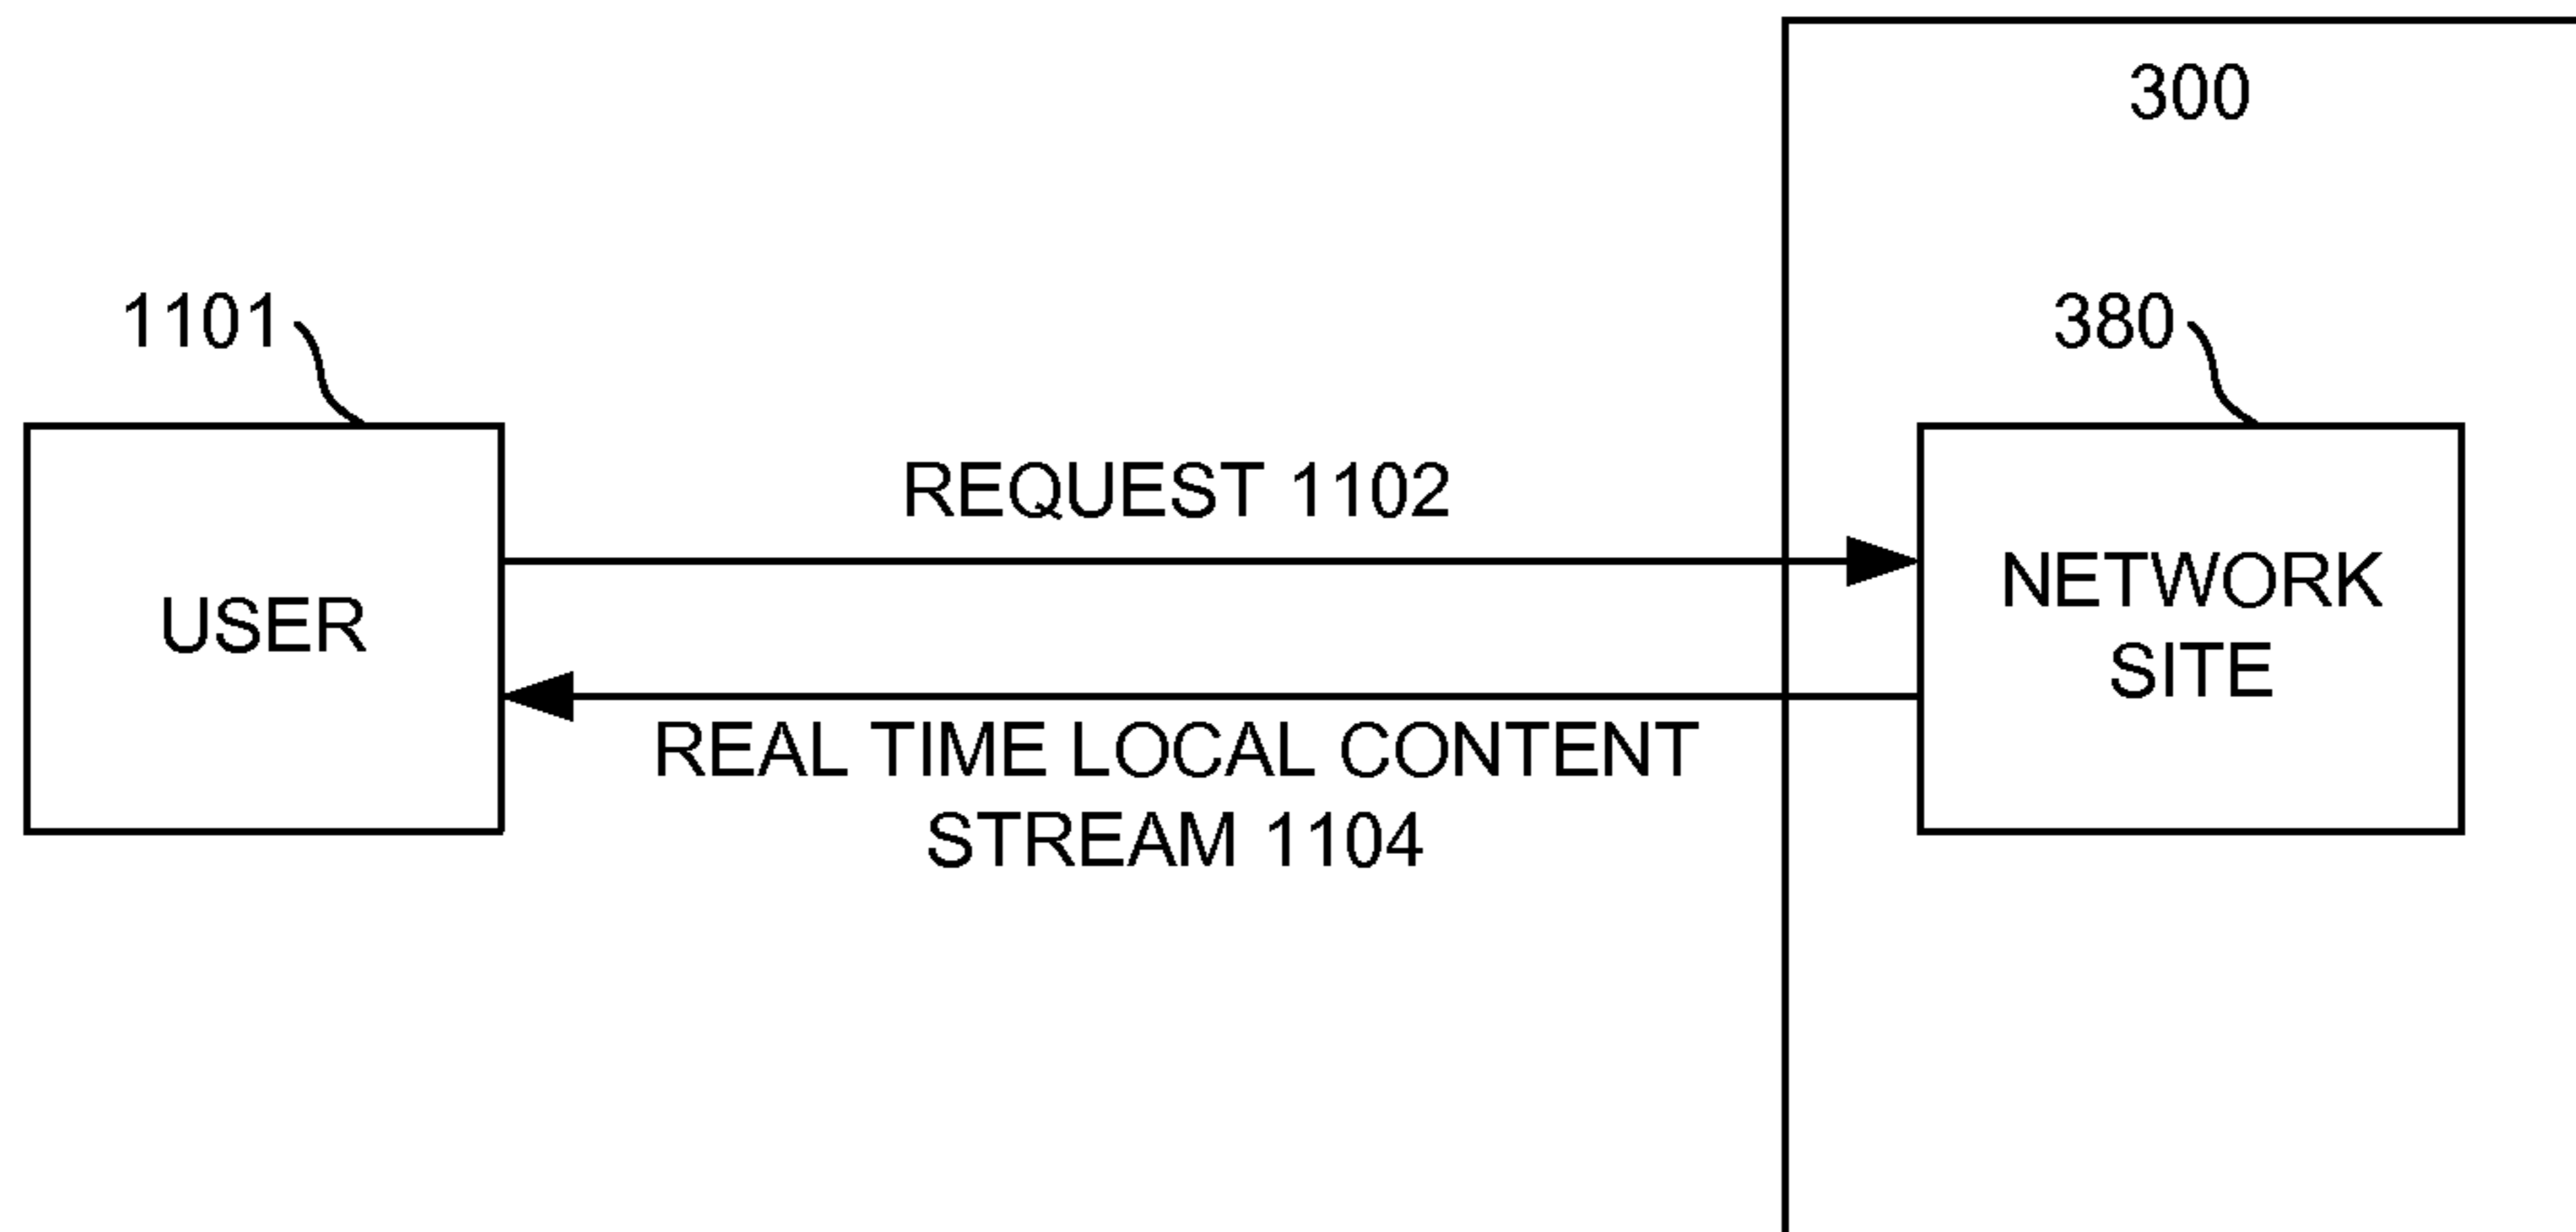 300
1101
380
REQUEST 1102
USER
NETWORK
SITE
REAL TIME LOCAL CONTENT
STREAM 1104